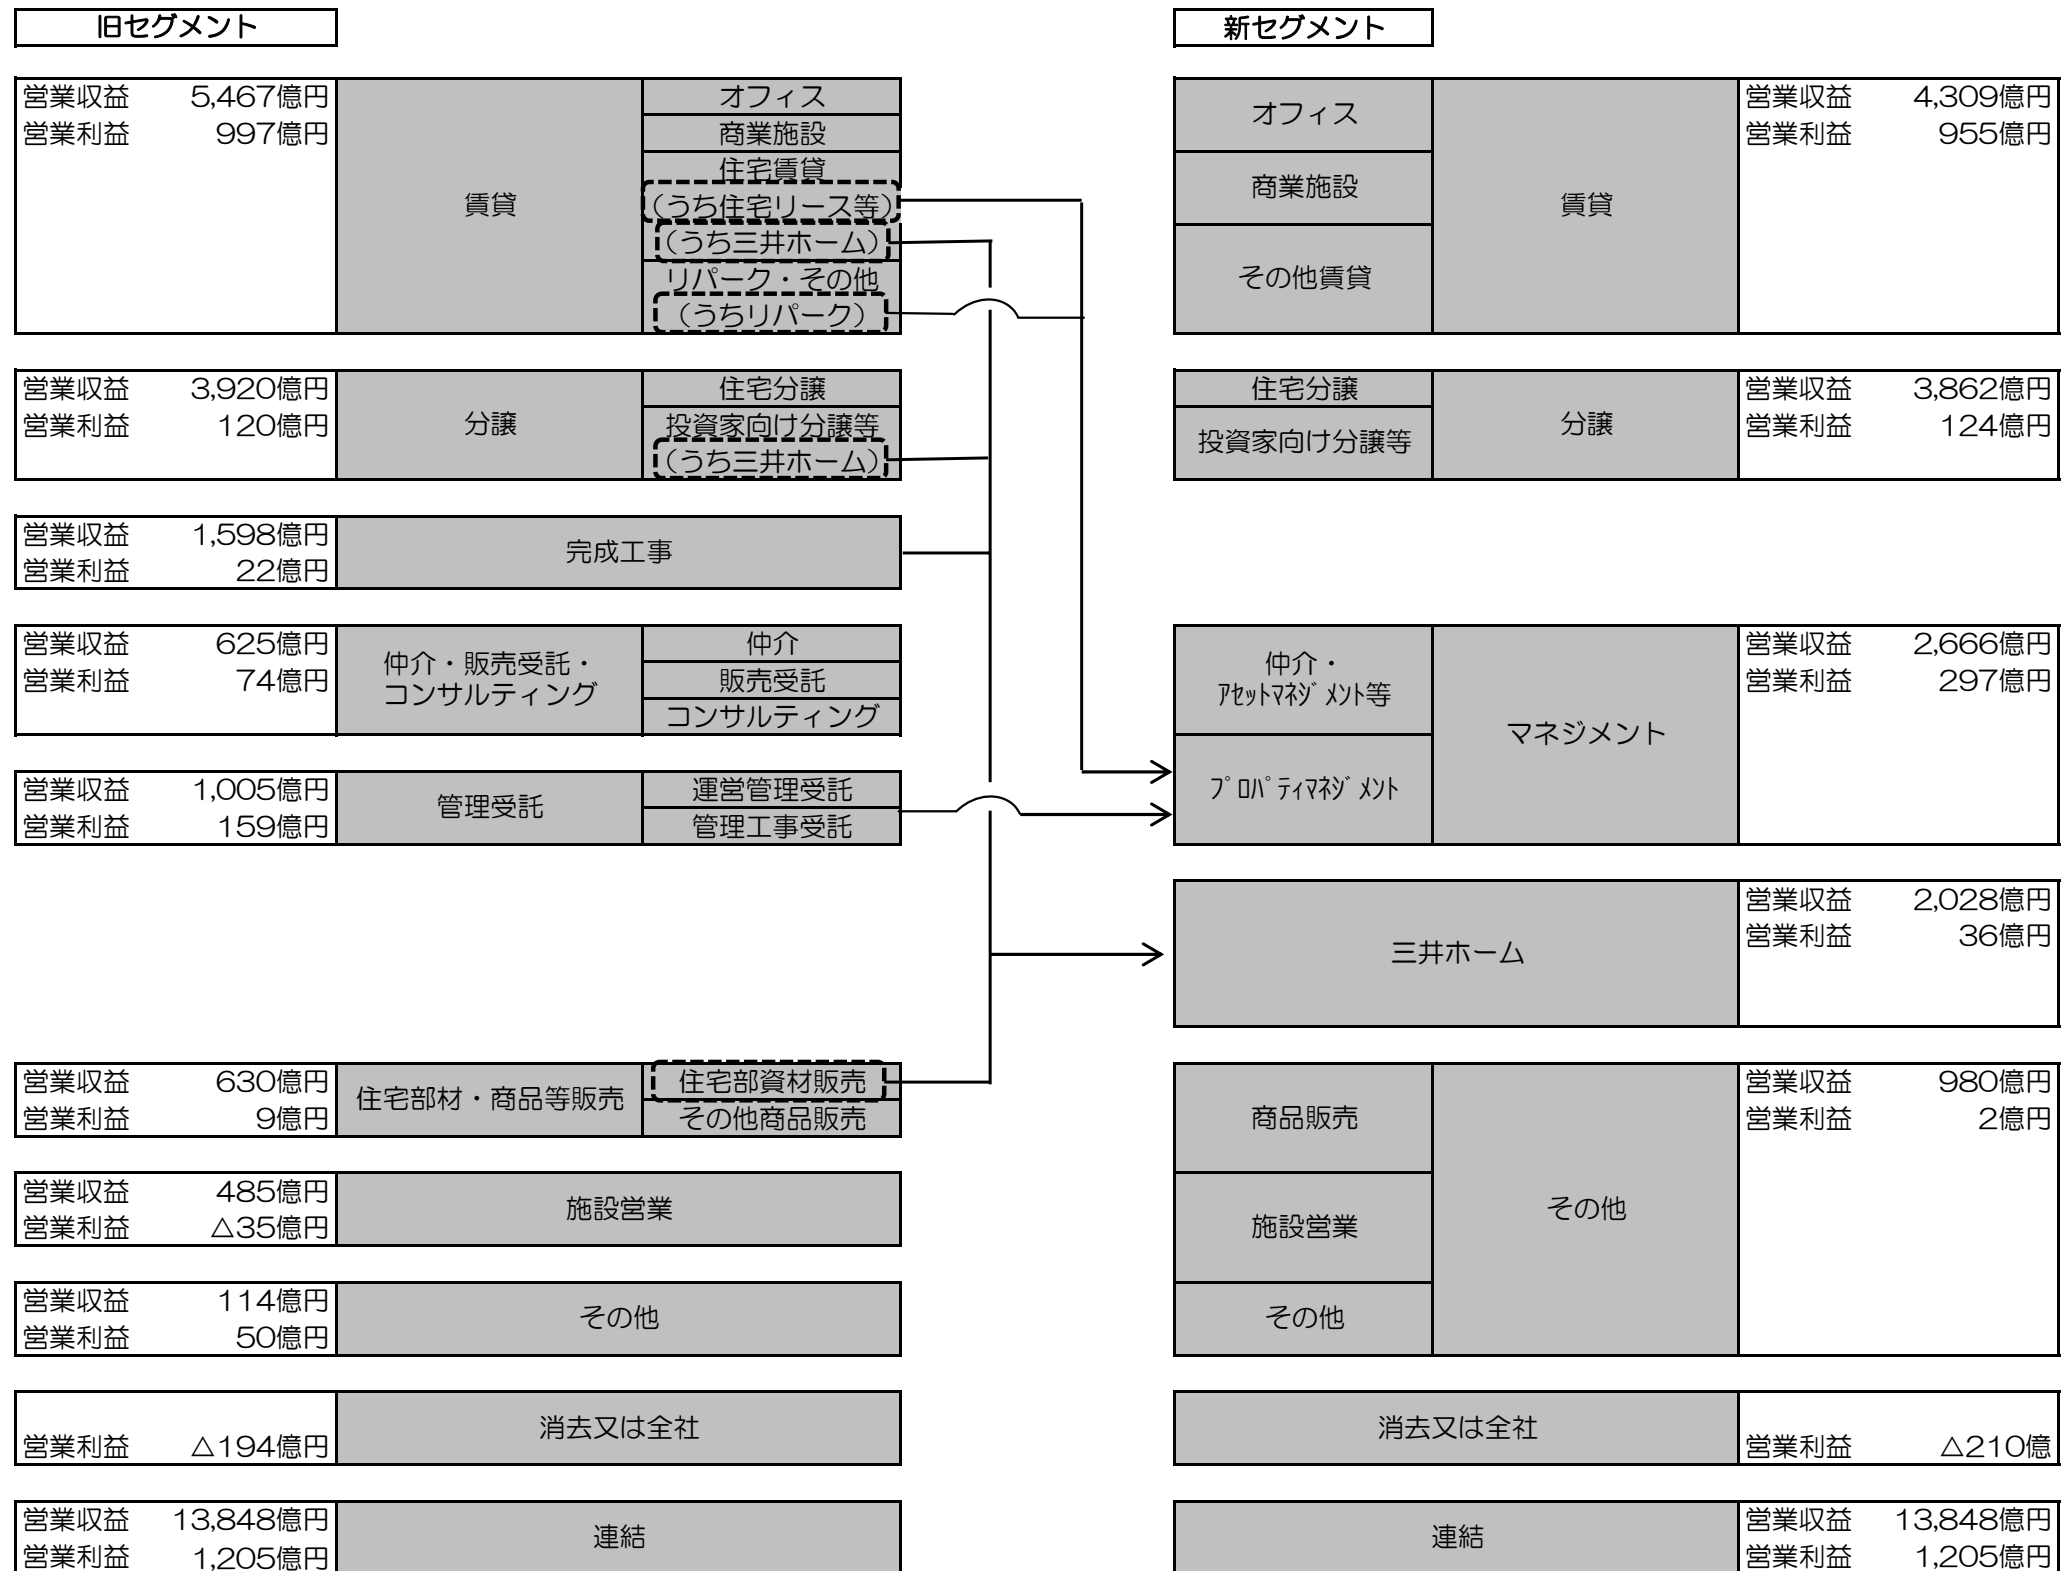 旧セグメント
新セグメント
営業収益 5,467億円
営業利益 997億円
賃貸
オフィス
商業施設
住宅賃貸
(うち住宅リース等)
(うち三井ホーム)
リパーク・その他
(うちリパーク)
オフィス
商業施設
その他賃貸
賃貸
営業収益 4,309億円
営業利益 955億円
営業収益 3,920億円
営業利益 120億円
分譲
住宅分譲
投資家向け分譲等
(うち三井ホーム)
住宅分譲
投資家向け分譲等
分譲
営業収益 3,862億円
営業利益 124億円
営業収益 1,598億円
営業利益 22億円
完成工事
営業収益 625億円
営業利益 74億円
仲介・販売受託・
コンサルティング
仲介
販売受託
コンサルティング
仲介・
アセットマネジメント等
プロパティマネジメント
マネジメント
営業収益 2,666億円
営業利益 297億円
営業収益 1,005億円
営業利益 159億円
管理受託
運営管理受託
管理工事受託
三井ホーム
営業収益 2,028億円
営業利益 36億円
営業収益 630億円
営業利益 9億円
住宅部材・商品等販売
住宅部資材販売
その他商品販売
商品販売
施設営業
その他
その他
営業収益 980億円
営業利益 2億円
営業収益 485億円
営業利益 △35億円
施設営業
営業収益 114億円
営業利益 50億円
その他
営業利益 △194億円
消去又は全社
消去又は全社
営業利益 △210億
営業収益 13,848億円
営業利益 1,205億円
連結
連結
営業収益 13,848億円
営業利益 1,205億円